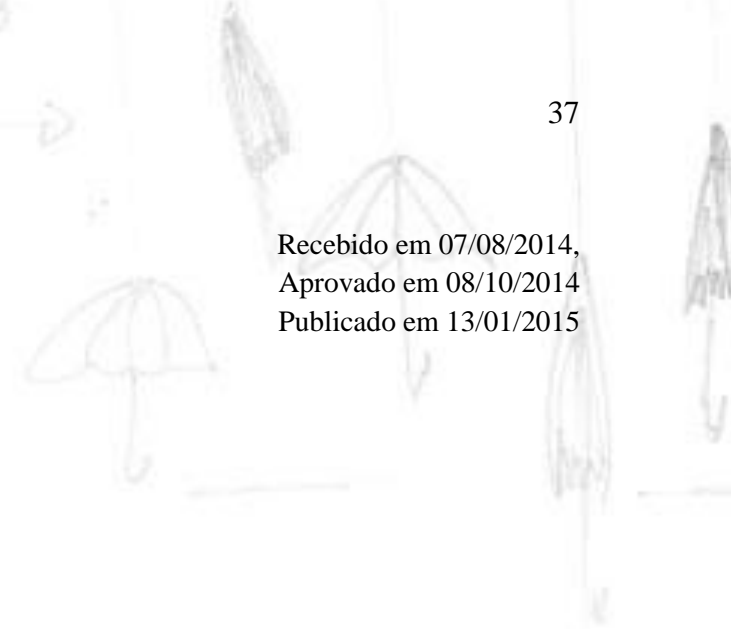 37
Recebido em 07/08/2014,
Aprovado em 08/10/2014
Publicado em 13/01/2015